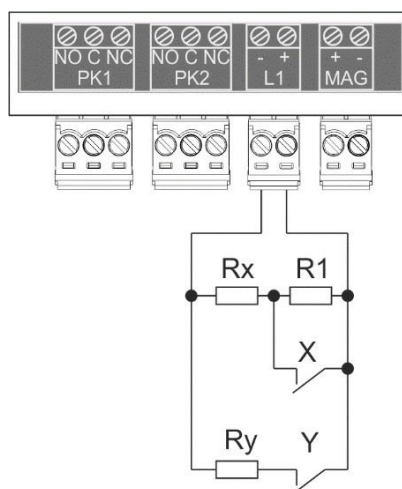 NO C NC NO C NC - + + -
PK1 PK2 L1 MAG
Rx R1
X
Ry Y